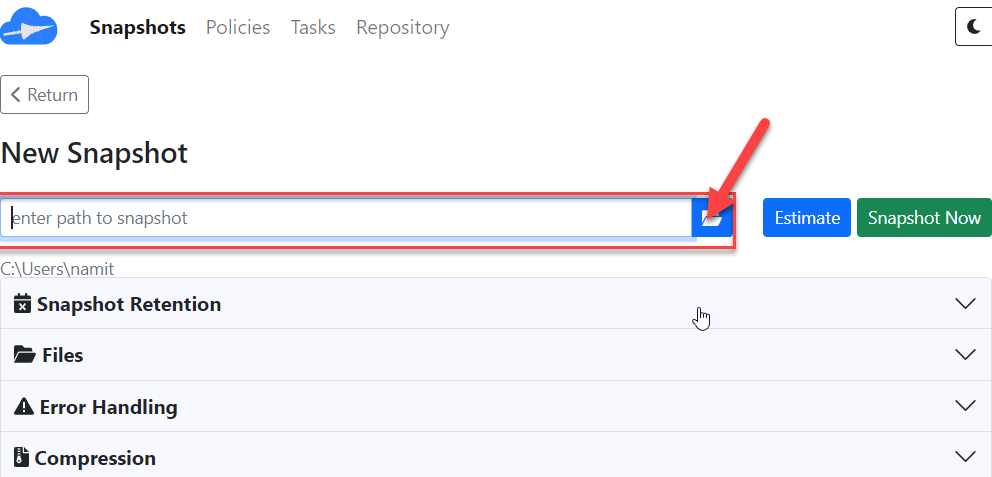 Snapshots Policies Tasks Repository
Return
New Snapshot
enter path to snapshot Estimate Snapshot Now
C:\Users\namit
Snapshot Retention
Files
Error Handling
Compression